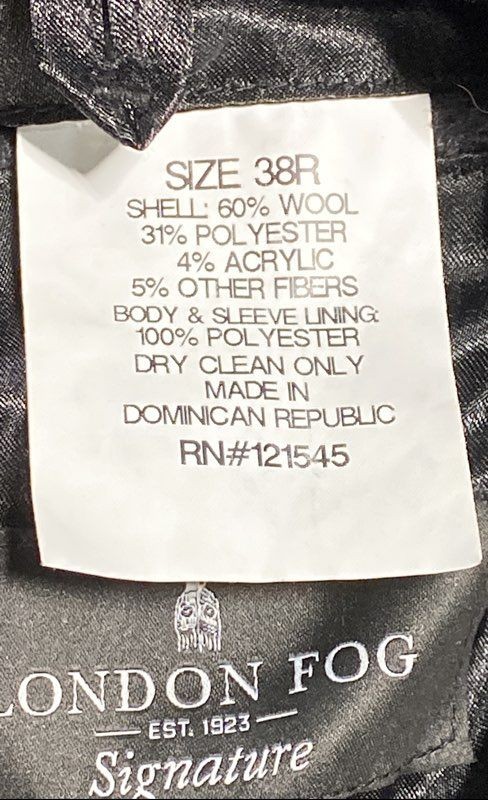 SIZE 38R
SHELL: 60% WOOL
31% POLYESTER
4% ACRYLIC
5% OTHER FIBERS
BODY & SLEEVE LINING:
100% POLYESTER
DRY CLEAN ONLY
MADE IN
DOMINICAN REPUBLIC
RN#121545
LONDON FOG
EST. 1923
Signature